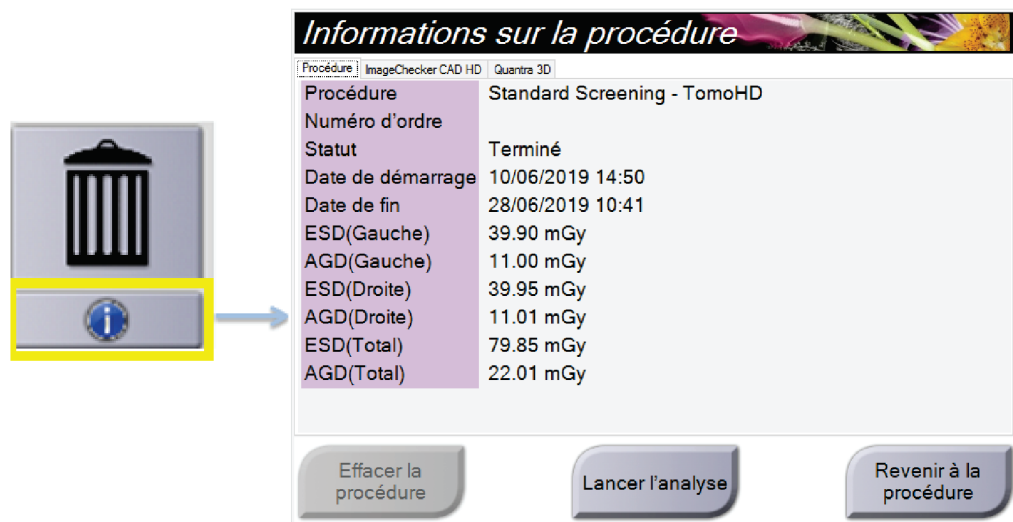 Informations sur la procédure
Procédure ImageChecker CAD HD Quantra 3D
Procédure Standard Screening - TomoHD
Numéro d'ordre
Statut Terminé
Date de démarrage 10/06/2019 14:50
Date de fin 28/06/2019 10:41
ESD(Gauche) 39.90 mGy
AGD(Gauche) 11.00 mGy
ESD(Droite) 39.95 mGy
AGD(Droite) 11.01 mGy
ESD(Total) 79.85 mGy
AGD(Total) 22.01 mGy
i
Effacer la
procédure
Lancer l'analyse
Revenir à la
procédure